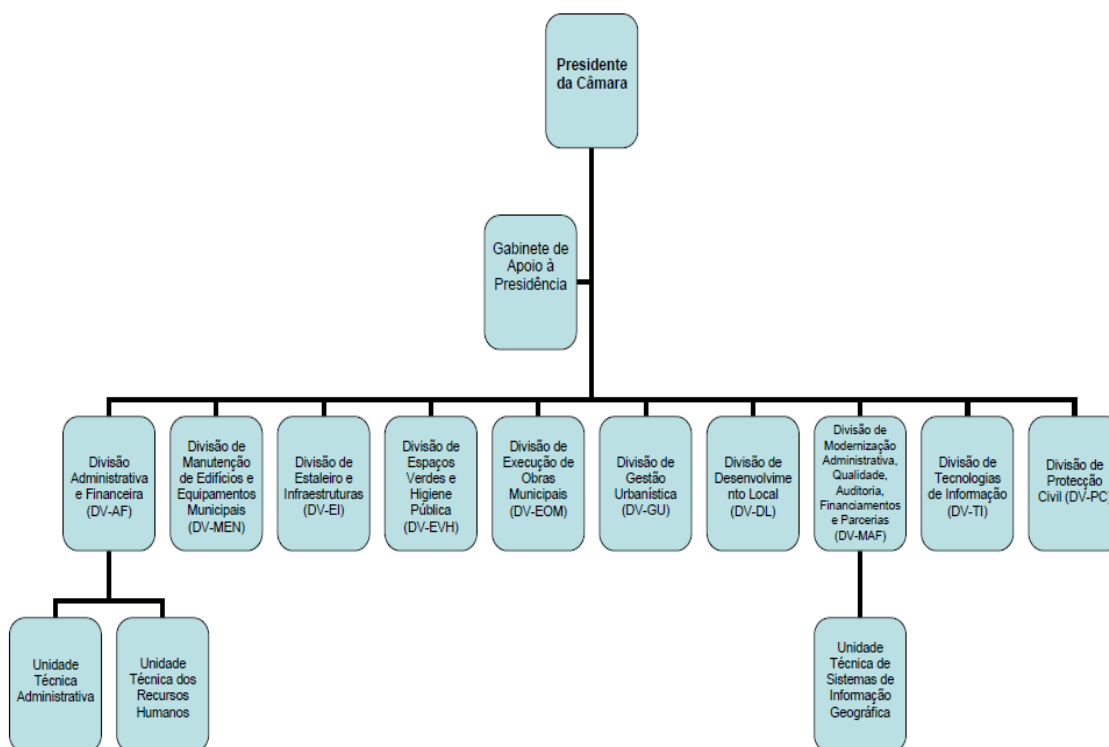 Presidente
da Câmara
Gabinete de
Apoio à
Presidência
Divisão
Administrativa
e Financeira
(DV-AF)
Divisão de
Manutenção
de Edifícios e
Equipamentos
Municipais
(DV-MEN)
Divisão de
Estaleiro e
Infraestruturas
(DV-EI)
Divisão de
Espaços
Verdes e
Higiene
Pública
(DV-EVH)
Divisão de
Execução de
Obras
Municipais
(DV-EOM)
Divisão de
Gestão
Urbanística
(DV-GU)
Divisão de
Desenvolvime
nto Local
(DV-DL)
Divisão de
Modernização
Administrativa,
Qualidade,
Auditoria,
Financiamentos
e Parcerias
(DV-MAF)
Divisão de
Tecnologias
de Informação
(DV-TI)
Divisão de
Protecção
Civil (DV-PC)
Unidade
Técnica
Administrativa
Unidade
Técnica dos
Recursos
Humanos
Unidade
Técnica de
Sistemas de
Informação
Geográfica